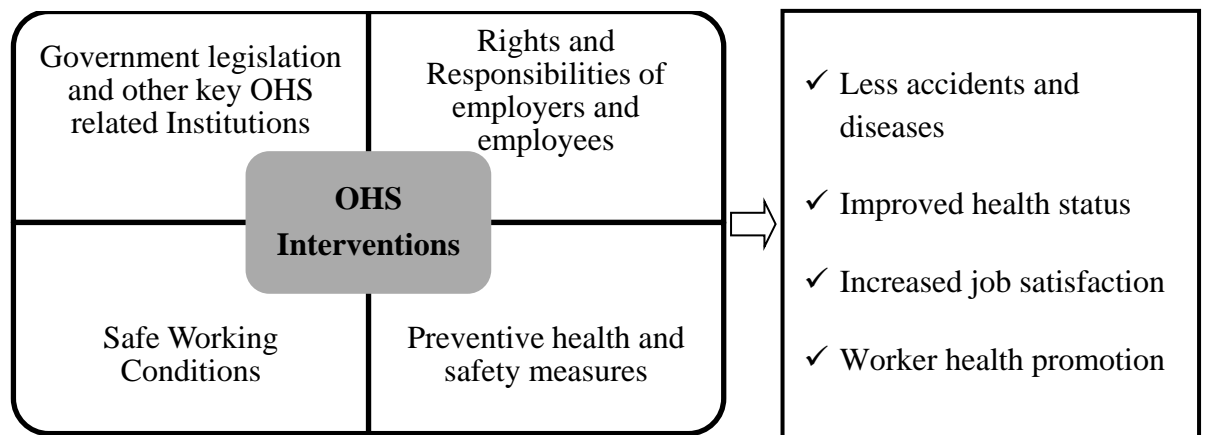 Government legislation
and other key OHS
related Institutions
Rights and
Responsibilities of
employers and
employees
OHS
Interventions
Safe Working
Conditions
Preventive health and
safety measures
✓ Less accidents and
diseases
✓ Improved health status
✓ Increased job satisfaction
✓ Worker health promotion